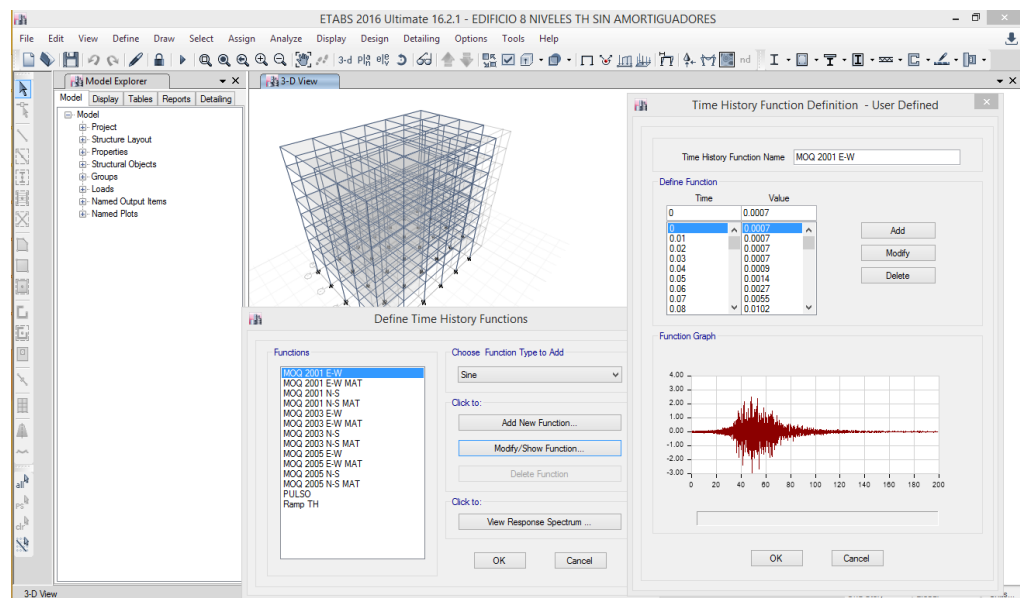 ETABS 2016 Ultimate 16.2.1 - EDIFICIO 8 NIVELES TH SIN AMORTIGUADORES
File Edit View Define Draw Select Assign Analyze Display Design Detailing Options Tools Help
3-d nd
Model Explorer
Model Display Tables Reports Detailing
Model
Project
Structure Layout
Properties
Structural Objects
Groups
Loads
Named Output Items
Named Plots
all
ps
clr
3-D View
3-D View
Define Time History Functions
Functions
MOQ 2001 E-W
MOQ 2001 E-W MAT
MOQ 2001 N-S
MOQ 2001 N-S MAT
MOQ 2003 E-W
MOQ 2003 E-W MAT
MOQ 2003 N-S
MOQ 2003 N-S MAT
MOQ 2005 E-W
MOQ 2005 E-W MAT
MOQ 2005 N-S
MOQ 2005 N-S MAT
PULSO
Ramp TH
Choose Function Type to Add
Sine
Click to:
Add New Function...
Modify/Show Function...
Delete Function
Click to:
View Response Spectrum ...
OK Cancel
Time History Function Definition - User Defined
Time History Function Name MOQ 2001 E-W
Define Function
Time Value
0 0.0007
0 0.0007
0.01 0.0007
0.02 0.0007
0.03 0.0007
0.04 0.0009
0.05 0.0014
0.06 0.0027
0.07 0.0055
0.08 0.0102
Add
Modify
Delete
Function Graph
4.00
3.00
2.00
1.00
0.00
-1.00
-2.00
-3.00
0 20 40 60 80 100 120 140 160 180 200
OK Cancel